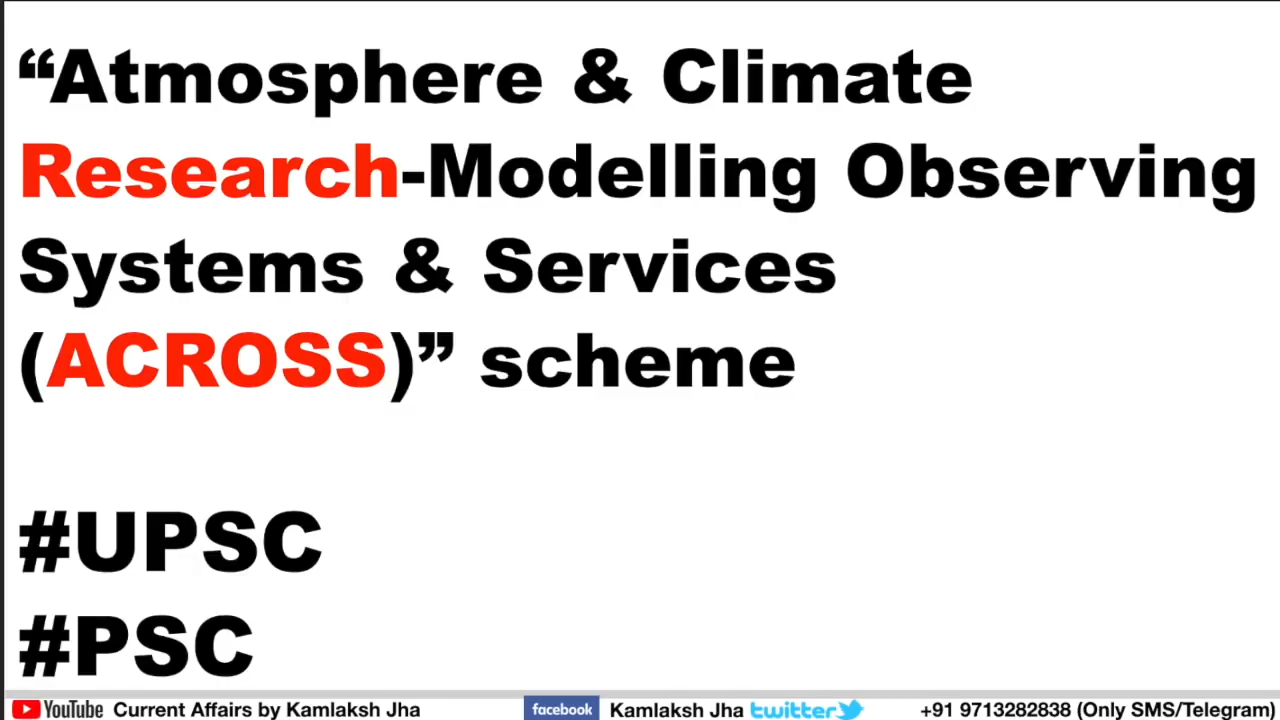 “Atmosphere & Climate
Research-Modelling Observing
Systems & Services
(ACROSS)” scheme
#UPSC
#PSC
YouTube Current Affairs by Kamlaksh Jha facebook Kamlaksh Jha twitter +91 9713282838 (Only SMS/Telegram)